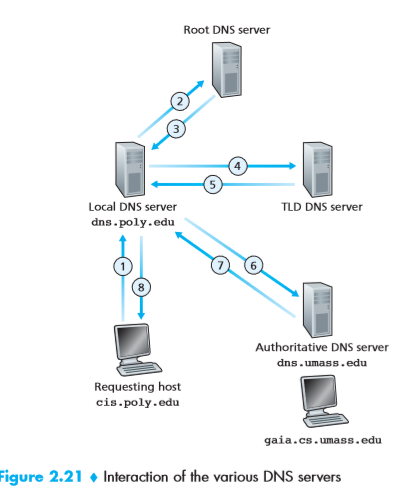 Root DNS server
2
3
4
5
Local DNS server
dns.poly.edu
TLD DNS server
1
8
7
6
Authoritative DNS server
dns.umass.edu
Requesting host
cis.poly.edu
gaia.cs.umass.edu
Figure 2.21 ♦ Interaction of the various DNS servers